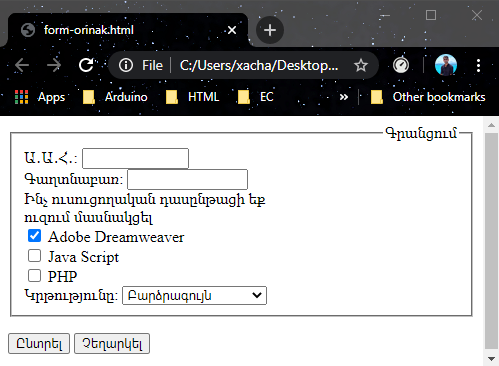 form-orinak.html
File C:/Users/xacha/Desktop...
Apps Arduino HTML EC » Other bookmarks
Գրանցում
Ա.Ա.Հ.:
Գաղտնաբառ:
Ինչ ուսուցողական դասընթացի եք
ուզում մասնակցել
Adobe Dreamweaver
Java Script
PHP
Կրթությունը: Բարձրագույն
Ընտրել Չեղարկել